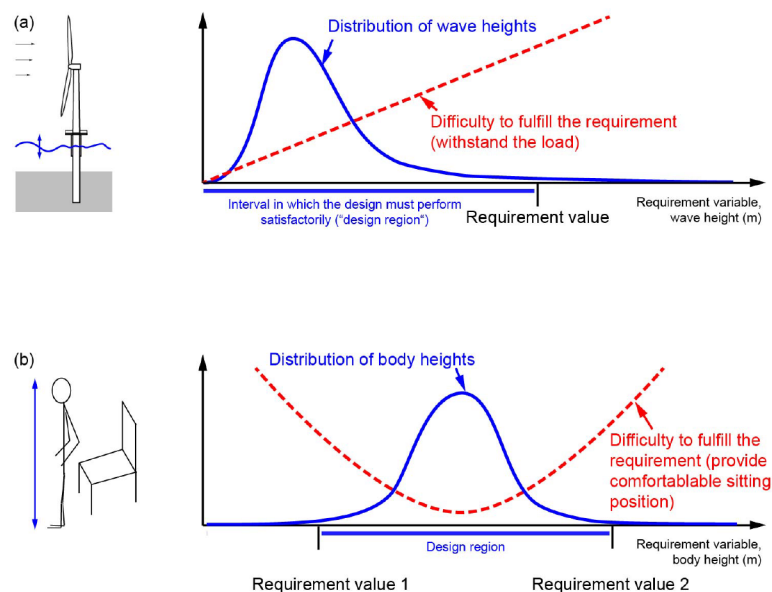 (a)
Distribution of wave heights
Difficulty to fulfill the requirement
(withstand the load)
Interval in which the design must perform
satisfactorily (“design region“)
Requirement value
Requirement variable,
wave height (m)
(b)
Distribution of body heights
Difficulty to fulfill the
requirement (provide
comfortablable sitting
position)
Design region
Requirement variable,
body height (m)
Requirement value 1
Requirement value 2